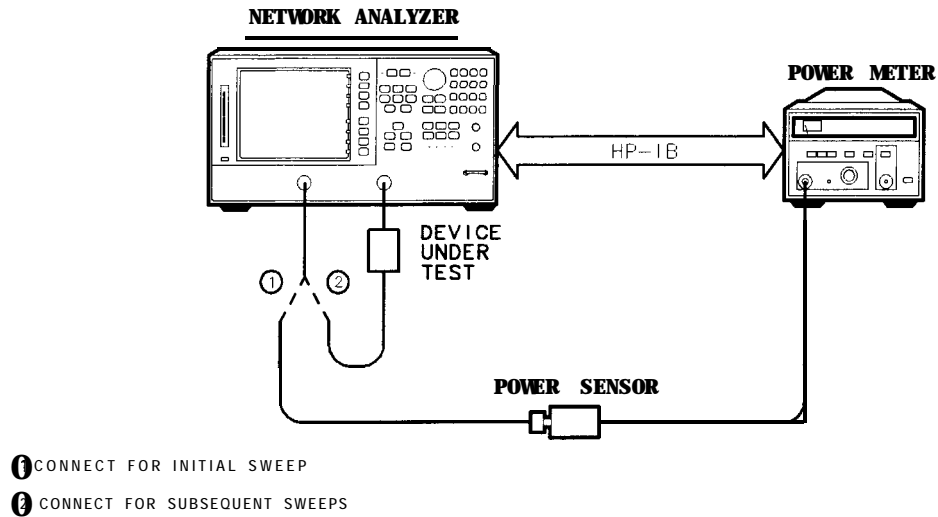 NETWORK ANALYZER
POWER METER
HP-IB
DEVICE
UNDER
TEST
1
2
POWER SENSOR
1 CONNECT FOR INITIAL SWEEP
2 CONNECT FOR SUBSEQUENT SWEEPS